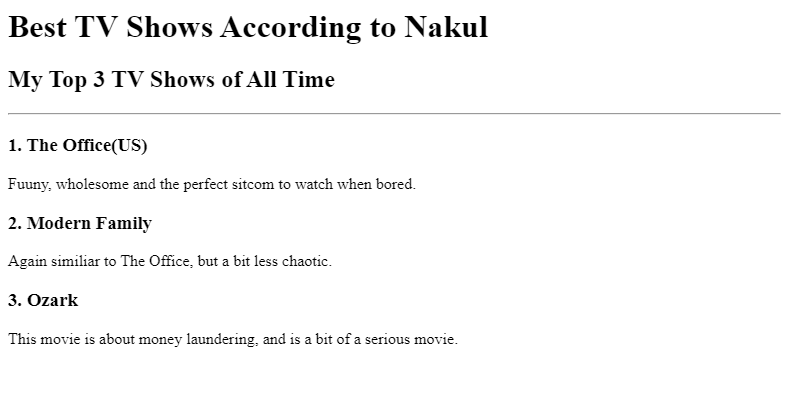 Best TV Shows According to Nakul
My Top 3 TV Shows of All Time
1. The Office(US)
Fuuny, wholesome and the perfect sitcom to watch when bored.
2. Modern Family
Again similiar to The Office, but a bit less chaotic.
3. Ozark
This movie is about money laundering, and is a bit of a serious movie.